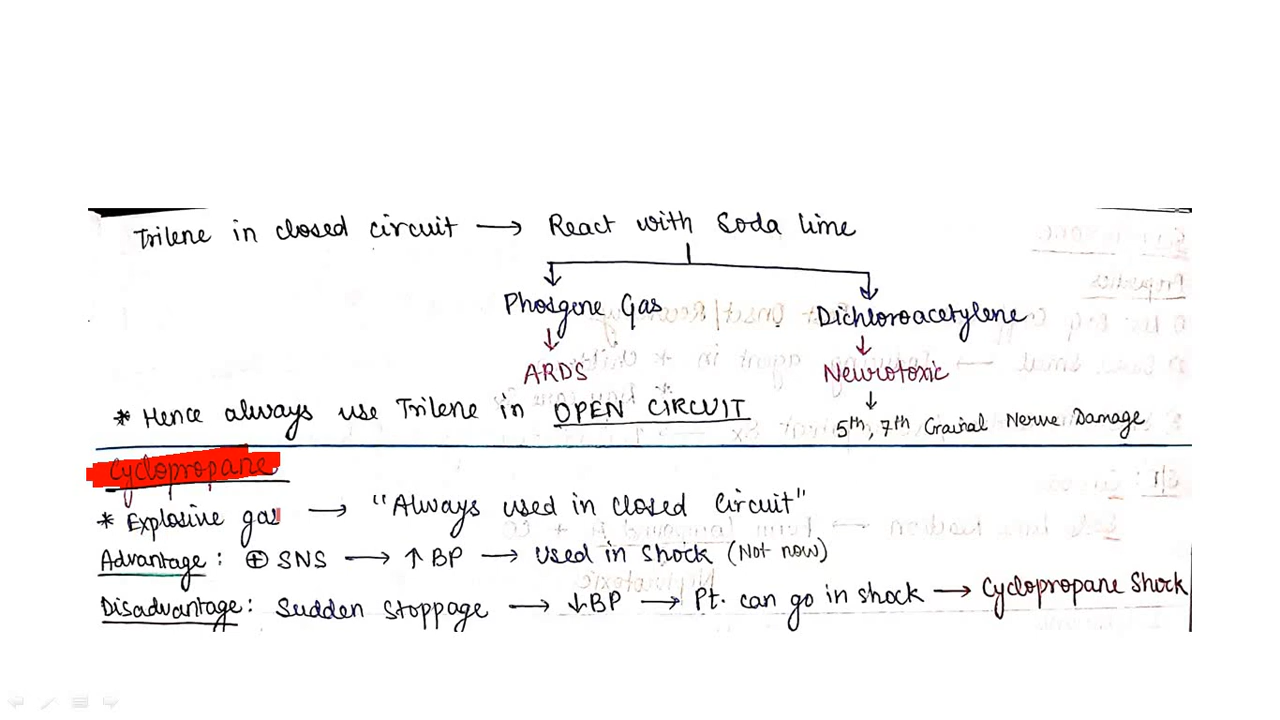 Trilene in closed circuit → React with Soda lime
Phosgene Gas Dichloroacetylene
ARDS Neurotoxic
* Hence always use Trilene in OPEN CIRCUIT
5th, 7th Cranial Nerve Damage
Cyclopropane
* Explosive gas → "Always used in closed Circuit"
Advantage: ⊕ SNS → ↑ BP → Used in shock (Not now)
Disadvantage: Sudden stoppage → ↓BP → Pt. can go in shock → Cyclopropane Shock